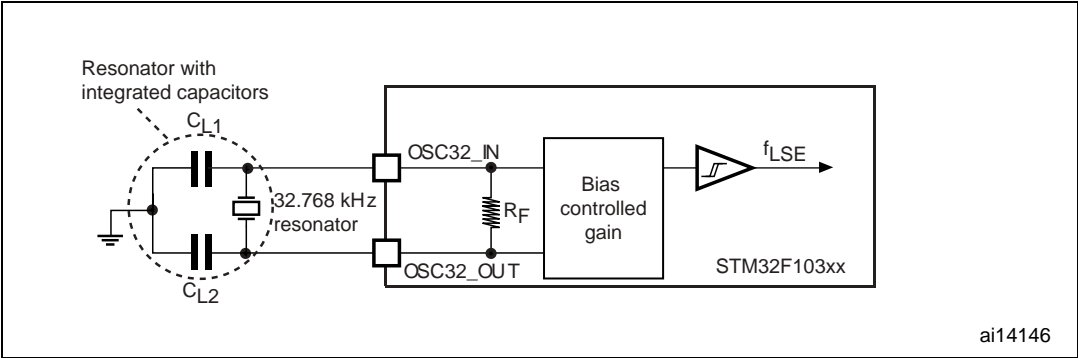 Resonator with
integrated capacitors
CL1
OSC32_IN
fLSE
32.768 kHz
resonator
RF
Bias
controlled
gain
OSC32_OUT
STM32F103xx
CL2
ai14146